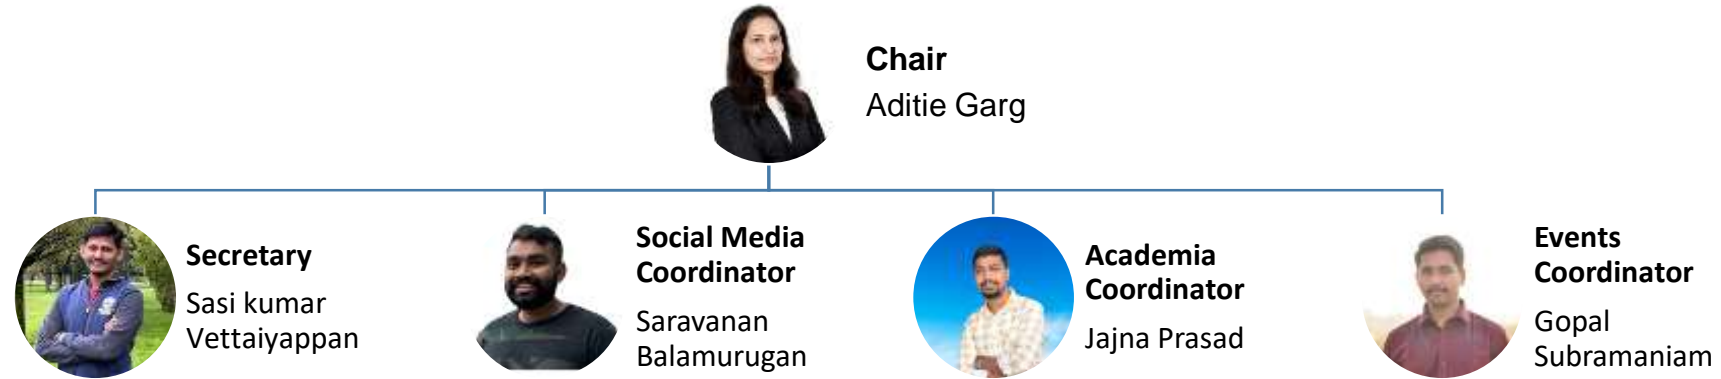 Chair
Aditie Garg
Secretary
Sasi kumar
Vettaiyappan
Social Media
Coordinator
Saravanan
Balamurugan
Academia
Coordinator
Jajna Prasad
Events
Coordinator
Gopal
Subramaniam